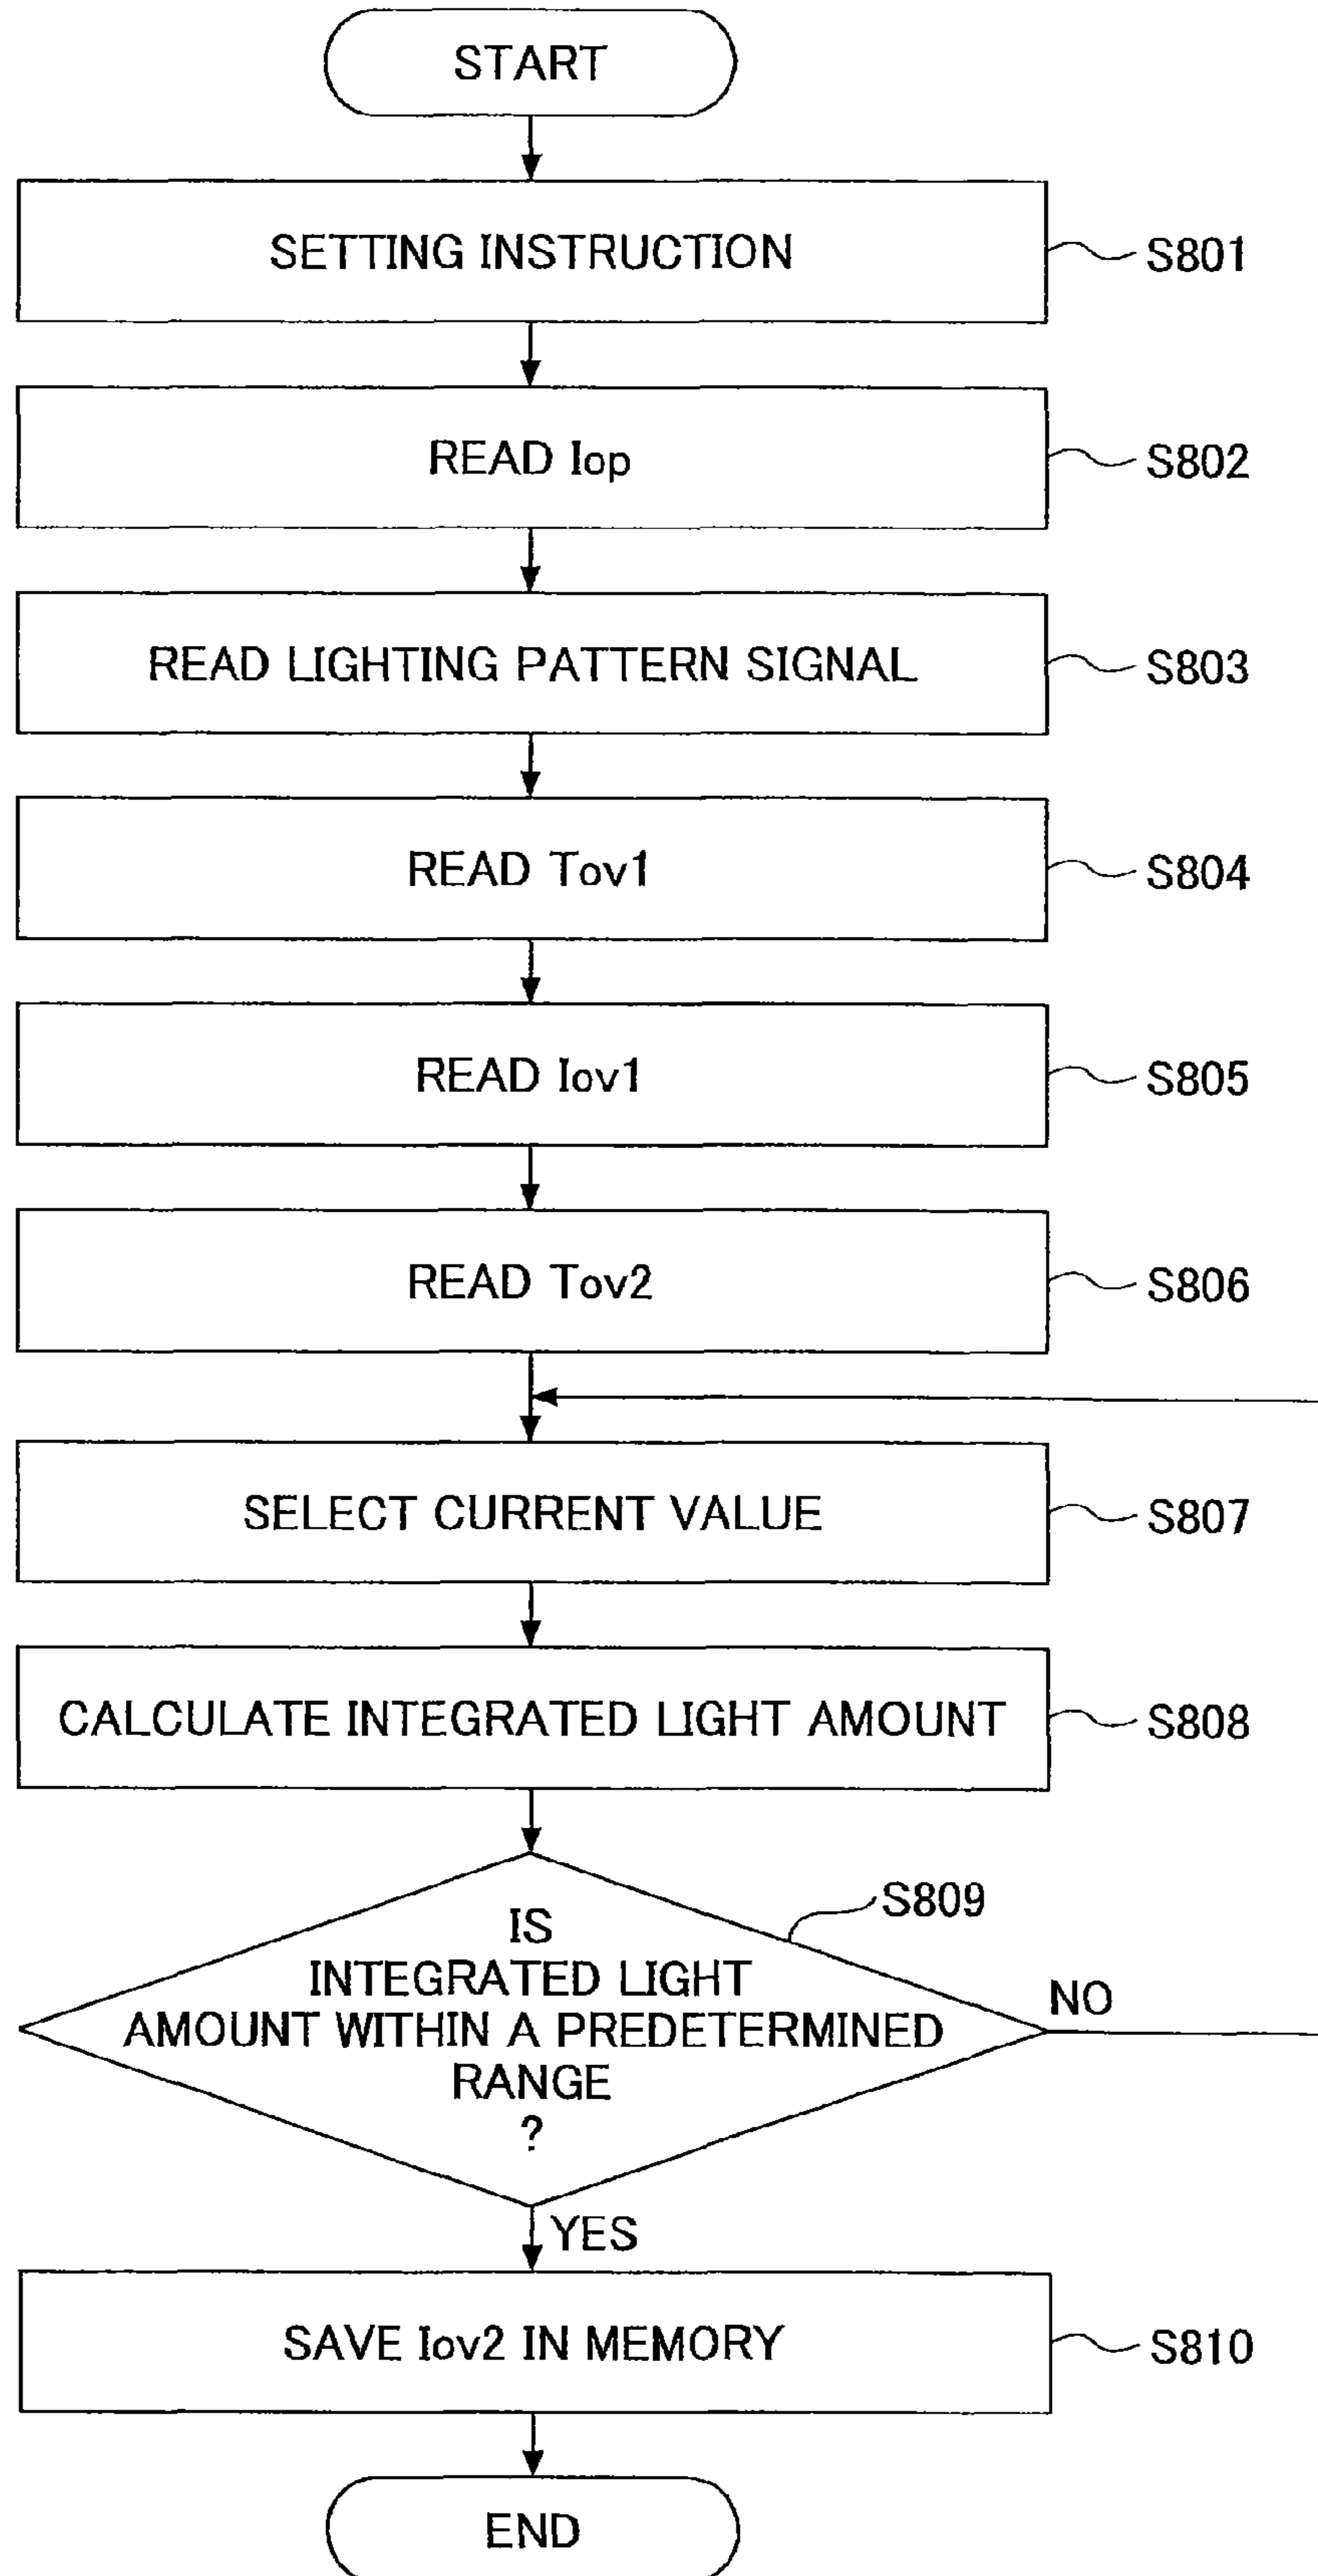 START
SETTING INSTRUCTION
S801
READ Iop
S802
READ LIGHTING PATTERN SIGNAL
S803
READ Tov1
S804
READ Iov1
S805
READ Tov2
S806
SELECT CURRENT VALUE
S807
CALCULATE INTEGRATED LIGHT AMOUNT
S808
S809
IS
INTEGRATED LIGHT
AMOUNT WITHIN A PREDETERMINED
RANGE
?
NO
YES
SAVE Iov2 IN MEMORY
S810
END